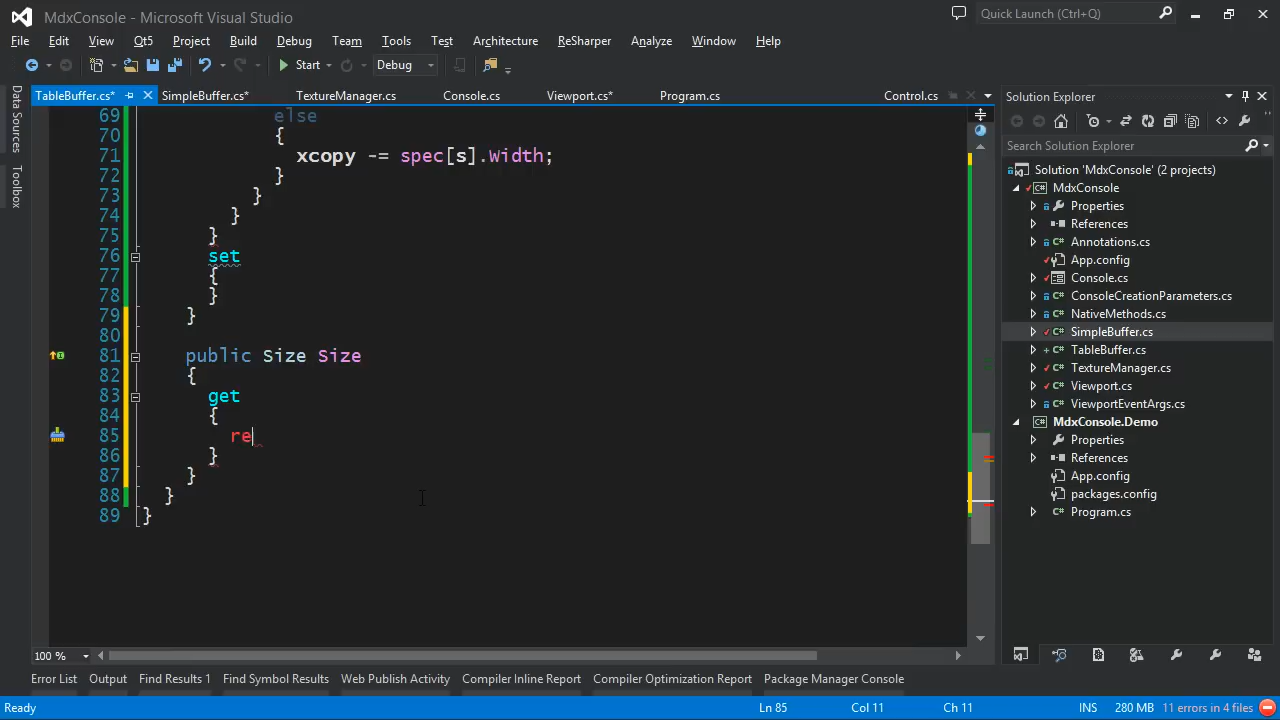 MdxConsole - Microsoft Visual Studio
Quick Launch (Ctrl+Q)
File Edit View Qt5 Project Build Debug Team Tools Test Architecture ReSharper Analyze Window Help
Start Debug
TableBuffer.cs* SimpleBuffer.cs* TextureManager.cs Console.cs Viewport.cs* Program.cs Control.cs
Data Sources
Toolbox
69 else
70 {
71 xcopy -= spec[s].Width;
72 }
73 }
74 }
75 }
76 set
77 {
78 }
79 }
80
81 public Size Size
82 {
83 get
84 {
85 re
86 }
87 }
88 }
89 }
100 %
Solution Explorer
Search Solution Explorer
Solution 'MdxConsole' (2 projects)
MdxConsole
Properties
References
Annotations.cs
App.config
Console.cs
ConsoleCreationParameters.cs
NativeMethods.cs
SimpleBuffer.cs
TableBuffer.cs
TextureManager.cs
Viewport.cs
ViewportEventArgs.cs
MdxConsole.Demo
Properties
References
App.config
packages.config
Program.cs
Error List Output Find Results 1 Find Symbol Results Web Publish Activity Compiler Inline Report Compiler Optimization Report Package Manager Console
Ready Ln 85 Col 11 Ch 11 INS 280 MB 11 errors in 4 files